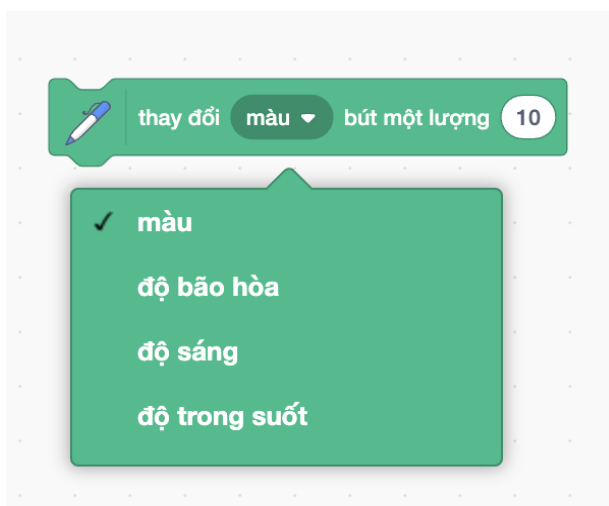 thay đổi màu bút một lượng 10
màu
độ bão hòa
độ sáng
độ trong suốt